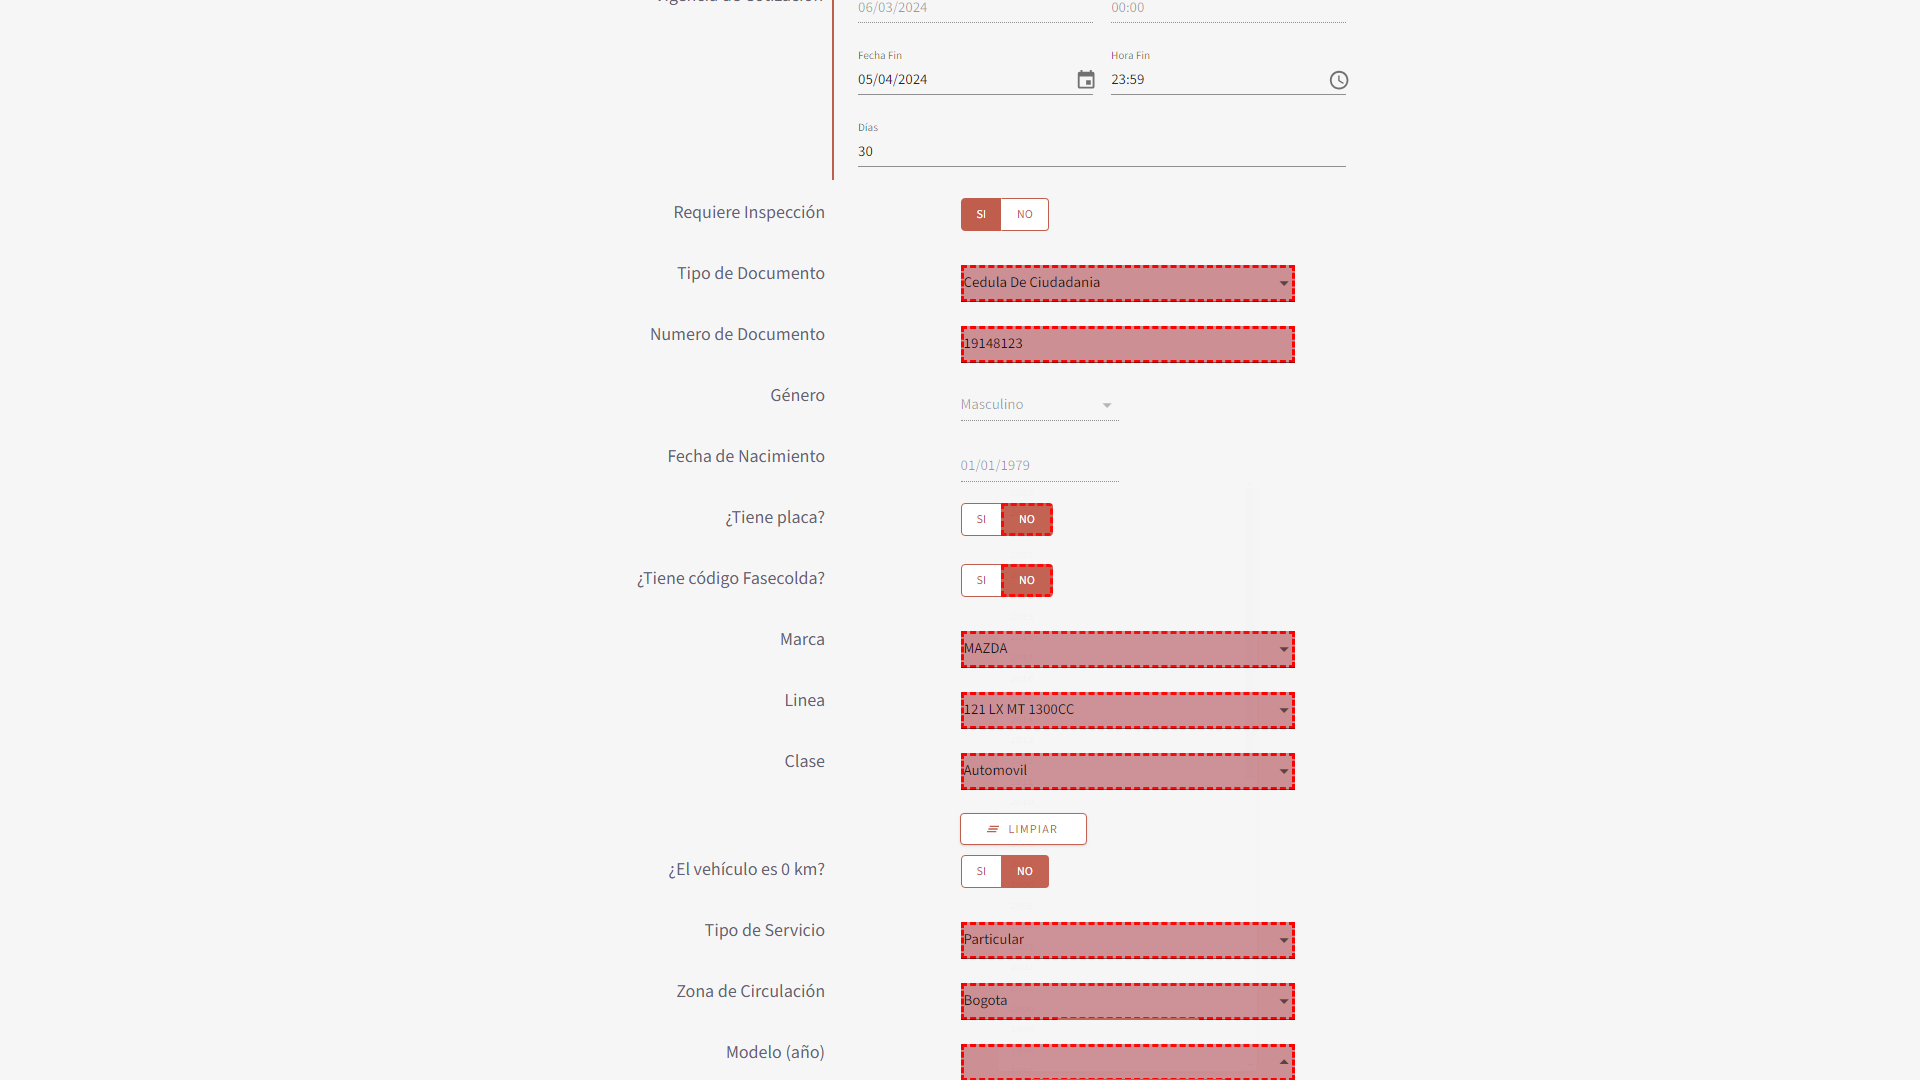 06/03/2024 00:00
Fecha Fin Hora Fin
05/04/2024 23:59
Días
30
Requiere Inspección SI NO
Tipo de Documento Cedula De Ciudadania
Numero de Documento 19148123
Género Masculino
Fecha de Nacimiento 01/01/1979
¿Tiene placa? SI NO
¿Tiene código Fasecolda? SI NO
Marca MAZDA
Linea 121 LX MT 1300CC
Clase Automovil
LIMPIAR
¿El vehículo es 0 km? SI NO
Tipo de Servicio Particular
Zona de Circulación Bogota
Modelo (año)